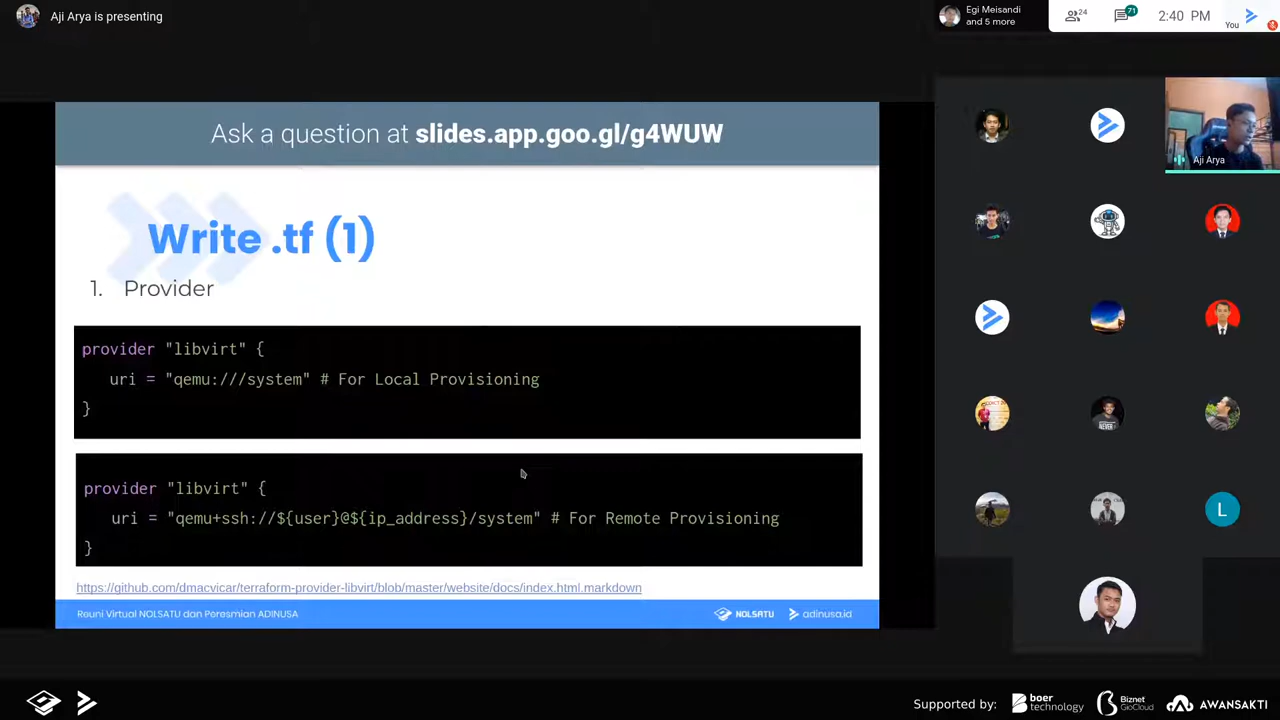 Aji Arya is presenting
Egi Meisandi
and 5 more
24
71
2:40 PM
You
Ask a question at slides.app.goo.gl/g4WUW
Write .tf (1)
1. Provider
provider "libvirt" {
uri = "qemu:///system" # For Local Provisioning
}
provider "libvirt" {
uri = "qemu+ssh://${user}@${ip_address}/system" # For Remote Provisioning
}
https://github.com/dmacvicar/terraform-provider-libvirt/blob/master/website/docs/index.html.markdown
Reuni Virtual NOLSATU dan Peresmian ADINUSA
NOLSATU
adinusa.id
Aji Arya
L
Supported by:
boer
technology
Biznet
GioCloud
AWANSAKTI